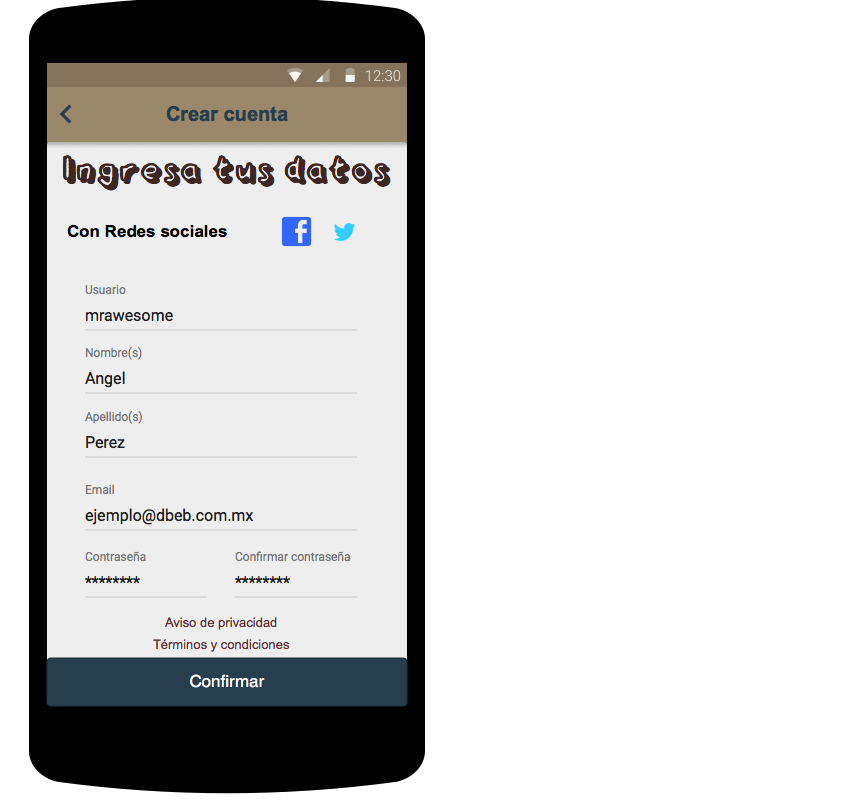 12:30
Crear cuenta
Ingresa tus datos
Con Redes sociales
Usuario
mrawesome
Nombre(s)
Angel
Apellido(s)
Perez
Email
ejemplo@dbeb.com.mx
Contraseña Confirmar contraseña
******** ********
Aviso de privacidad
Términos y condiciones
Confirmar